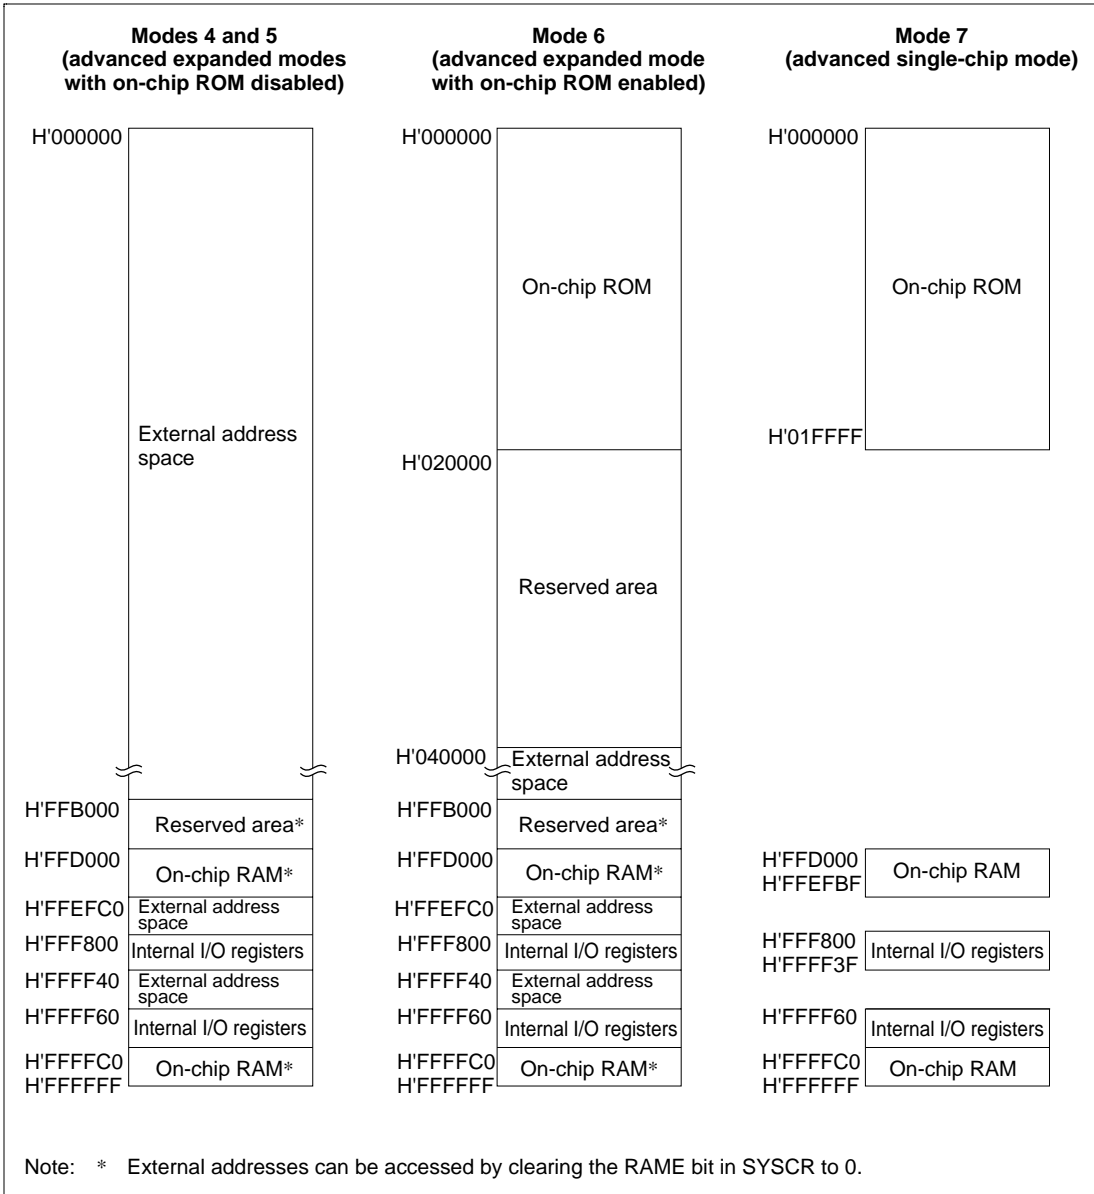 Modes 4 and 5
(advanced expanded modes
with on-chip ROM disabled)
H'000000
External address
space
H'FFB000
Reserved area*
H'FFD000
On-chip RAM*
H'FFEFC0
External address
space
H'FFF800
Internal I/O registers
H'FFFF40
External address
space
H'FFFF60
Internal I/O registers
H'FFFFC0
On-chip RAM*
H'FFFFFF
Mode 6
(advanced expanded mode
with on-chip ROM enabled)
H'000000
On-chip ROM
H'020000
Reserved area
H'040000
External address
space
H'FFB000
Reserved area*
H'FFD000
On-chip RAM*
H'FFEFC0
External address
space
H'FFF800
Internal I/O registers
H'FFFF40
External address
space
H'FFFF60
Internal I/O registers
H'FFFFC0
On-chip RAM*
H'FFFFFF
Mode 7
(advanced single-chip mode)
H'000000
On-chip ROM
H'01FFFF
H'FFD000
On-chip RAM
H'FFEFBF
H'FFF800
Internal I/O registers
H'FFFF3F
H'FFFF60
Internal I/O registers
H'FFFFC0
On-chip RAM
H'FFFFFF
Note: * External addresses can be accessed by clearing the RAME bit in SYSCR to 0.